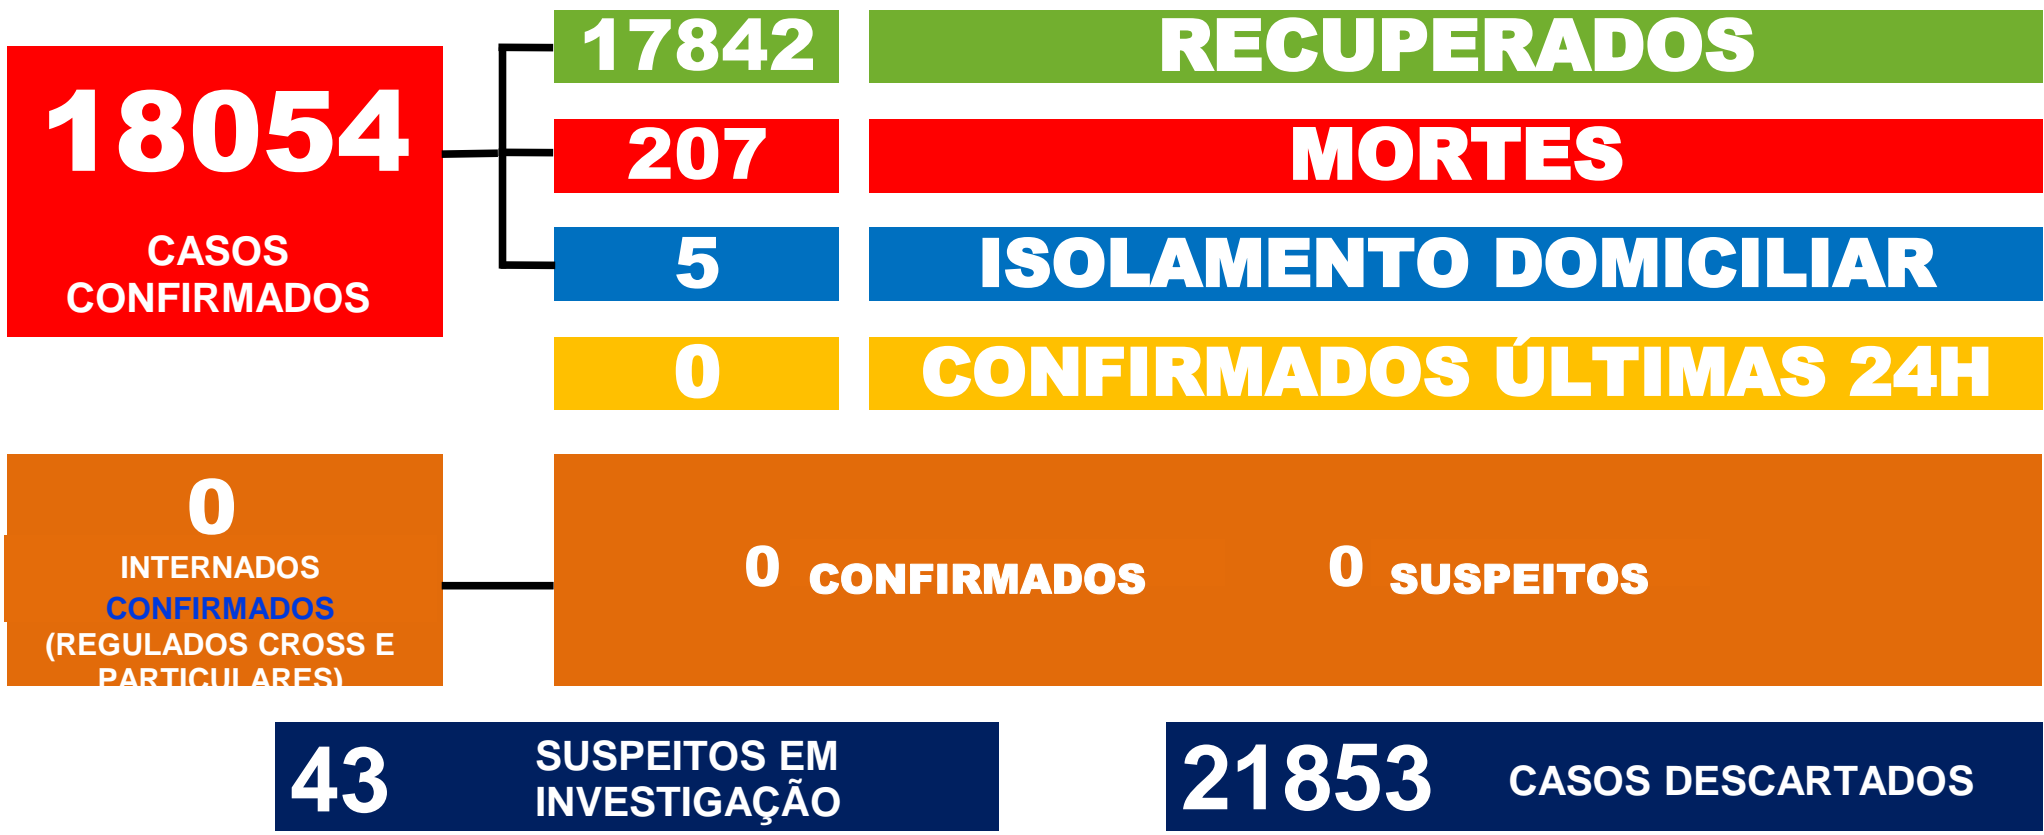 18054
CASOS
CONFIRMADOS
17842 RECUPERADOS
207 MORTES
5 ISOLAMENTO DOMICILIAR
0 CONFIRMADOS ÚLTIMAS 24H
0
INTERNADOS
CONFIRMADOS
(REGULADOS CROSS E
PARTICULARES)
0 CONFIRMADOS 0 SUSPEITOS
43 SUSPEITOS EM
INVESTIGAÇÃO
21853 CASOS DESCARTADOS